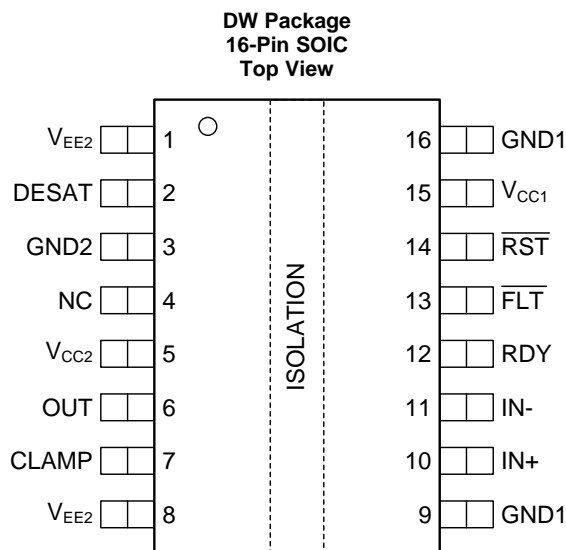 DW Package
16-Pin SOIC
Top View
VEE2 1 16 GND1
DESAT 2 15 VCC1
GND2 3 14 R̅S̅T̅
NC 4 13 F̅L̅T̅
VCC2 5 12 RDY
OUT 6 11 IN-
CLAMP 7 10 IN+
VEE2 8 9 GND1
ISOLATION